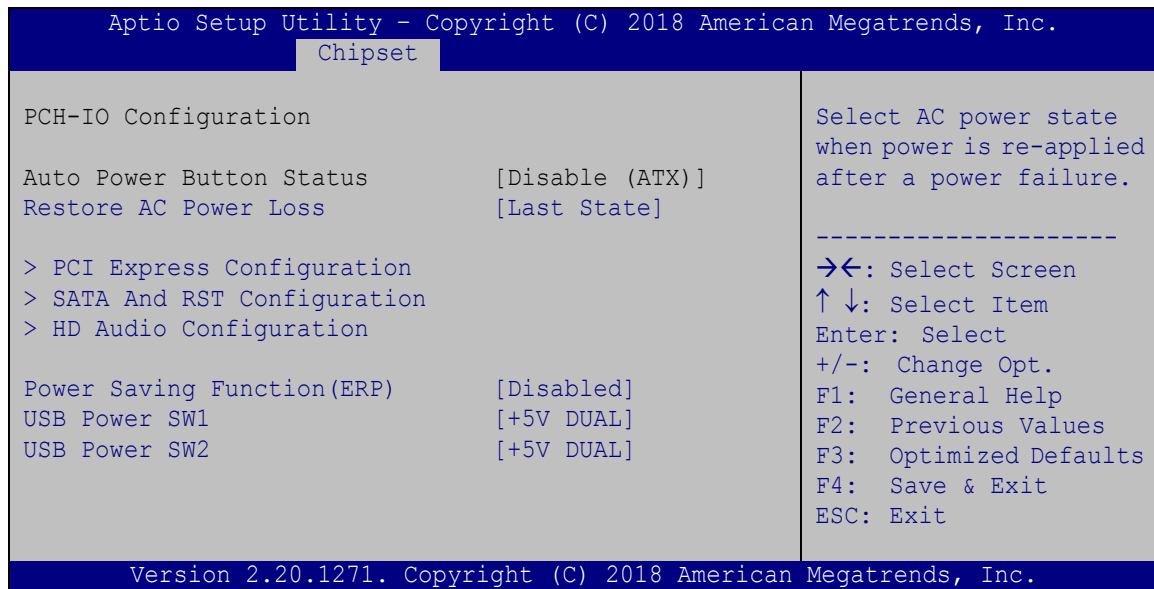 Aptio Setup Utility – Copyright (C) 2018 American Megatrends, Inc.
Chipset
PCH-IO Configuration
Auto Power Button Status [Disable (ATX)]
Restore AC Power Loss [Last State]
> PCI Express Configuration
> SATA And RST Configuration
> HD Audio Configuration
Power Saving Function(ERP) [Disabled]
USB Power SW1 [+5V DUAL]
USB Power SW2 [+5V DUAL]
Select AC power state
when power is re-applied
after a power failure.
---------------------
→←: Select Screen
↑ ↓: Select Item
Enter: Select
+/-: Change Opt.
F1: General Help
F2: Previous Values
F3: Optimized Defaults
F4: Save & Exit
ESC: Exit
Version 2.20.1271. Copyright (C) 2018 American Megatrends, Inc.